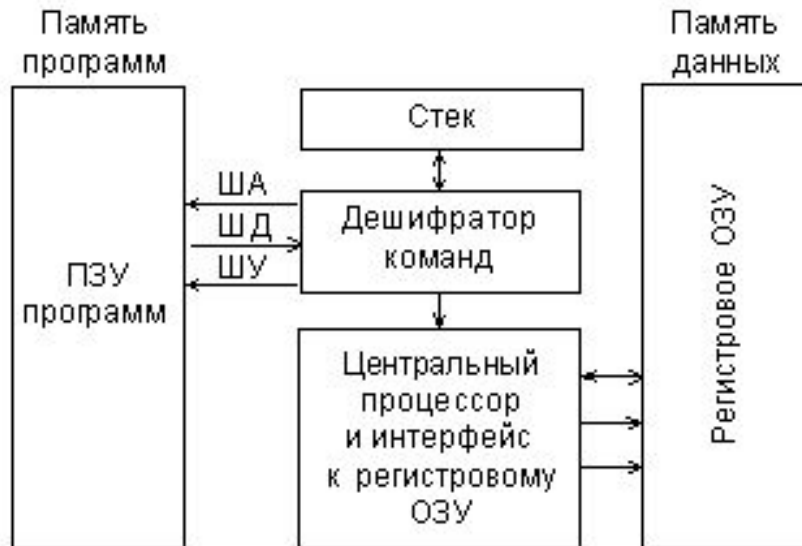 Память
программ
Память
данных
Стек
ША
ШД
ШУ
Дешифратор
команд
ПЗУ
программ
Центральный
процессор
и интерфейс
к регистровому
ОЗУ
Регистровое ОЗУ